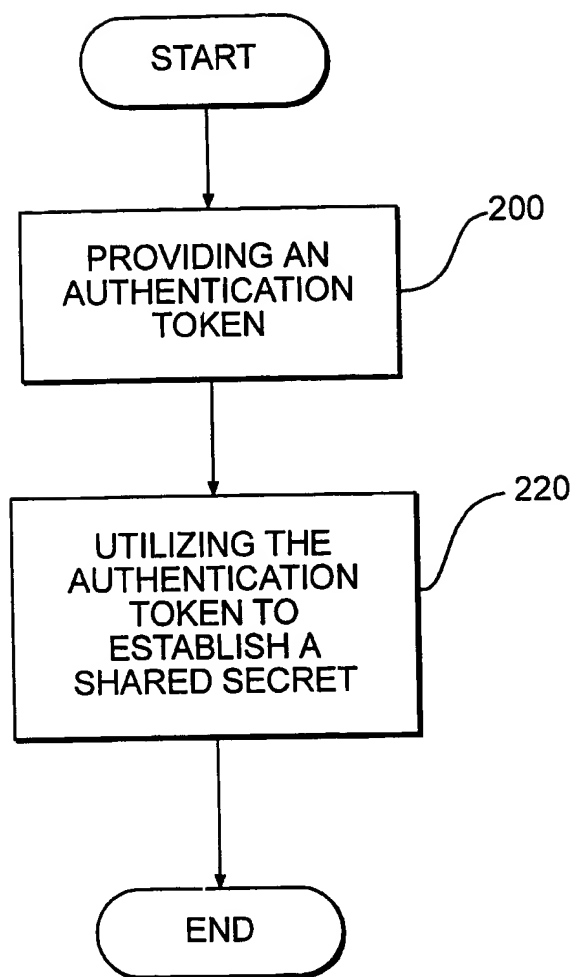 START
PROVIDING AN
AUTHENTICATION
TOKEN
200
UTILIZING THE
AUTHENTICATION
TOKEN TO
ESTABLISH A
SHARED SECRET
220
END